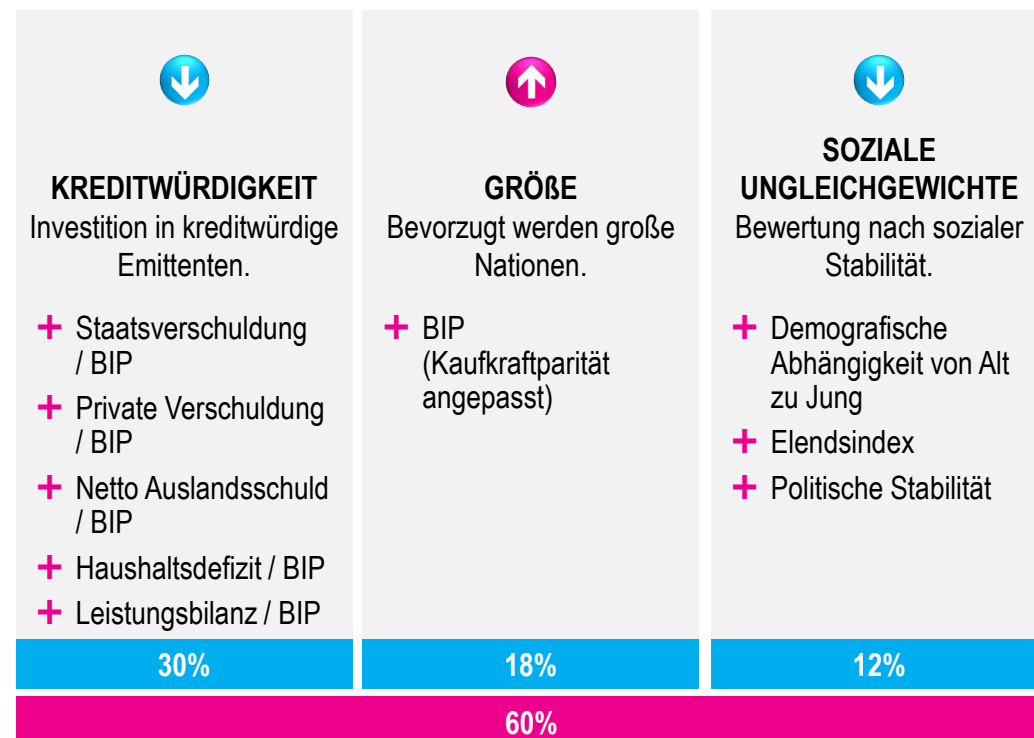 KREDITWÜRDIGKEIT
Investition in kreditwürdige
Emittenten.
+ Staatsverschuldung
/ BIP
+ Private Verschuldung
/ BIP
+ Netto Auslandsschuld
/ BIP
+ Haushaltsdefizit / BIP
+ Leistungsbilanz / BIP
30%
GRÖßE
Bevorzugt werden große
Nationen.
+ BIP
(Kaufkraftparität
angepasst)
18%
SOZIALE
UNGLEICHGEWICHTE
Bewertung nach sozialer
Stabilität.
+ Demografische
Abhängigkeit von Alt
zu Jung
+ Elendsindex
+ Politische Stabilität
12%
60%